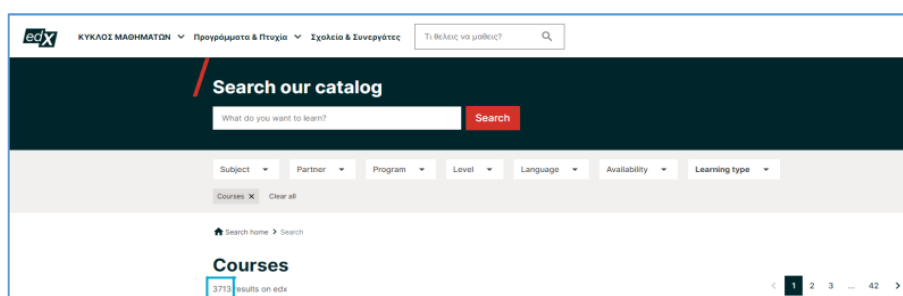 edX ΚΥΚΛΟΣ ΜΑΘΗΜΑΤΩΝ Προγράμματα & Πτυχία Σχολεία & Συνεργάτες Τι θέλεις να μαθεις?
Search our catalog
What do you want to learn? Search
Subject Partner Program Level Language Availability Learning type
Courses X Clear all
Search home > Search
Courses
3713 results on edx < 1 2 3 ... 42 >